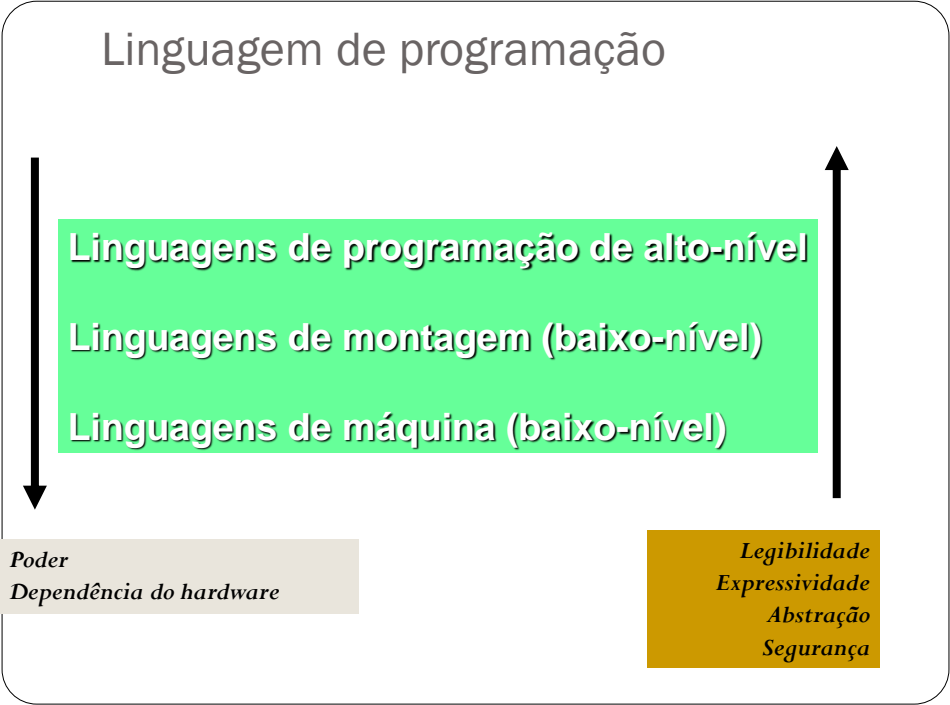 Linguagem de programação
Linguagens de programação de alto-nível
Linguagens de montagem (baixo-nível)
Linguagens de máquina (baixo-nível)
Poder
Dependência do hardware
Legibilidade
Expressividade
Abstração
Segurança